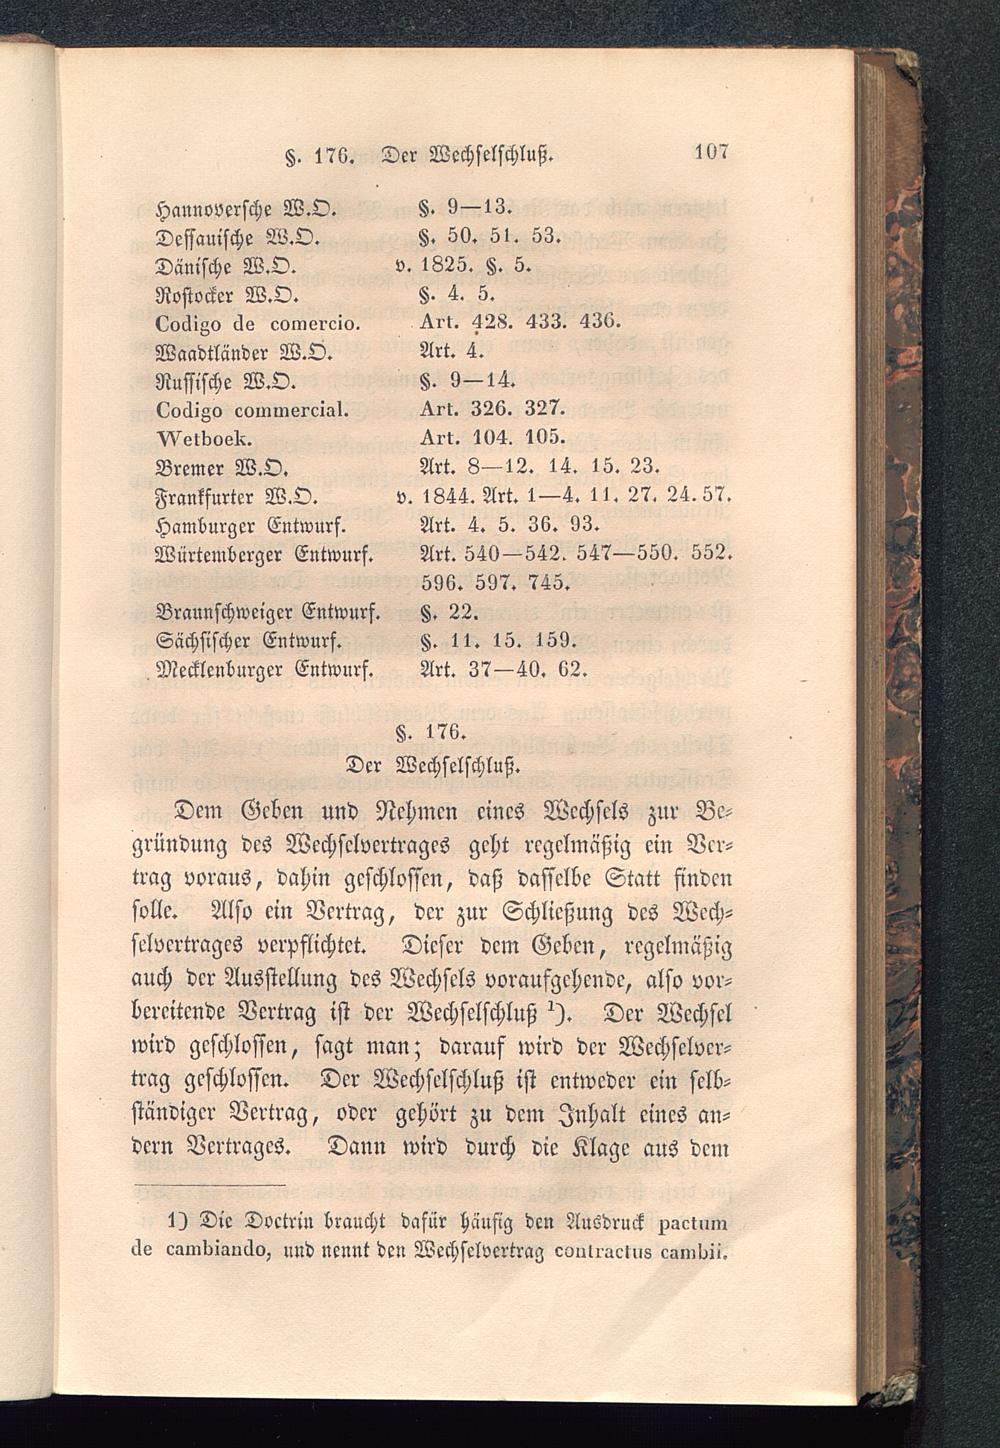 §. 176. Der Wechselschluß. 107
Hannoversche W.O. §. 9—13.
Dessauische W.O. §. 50. 51. 53.
Dänische W.O. v. 1825. §. 5.
Rostocker W.O. §. 4. 5.
Codigo de comercio. Art. 428. 433. 436.
Waadtländer W.O. Art. 4.
Russische W.O. §. 9—14.
Codigo commercial. Art. 326. 327.
Wetboek. Art. 104. 105.
Bremer W.O. Art. 8—12. 14. 15. 23.
Frankfurter W.O. v. 1844. Art. 1—4. 11. 27. 24. 57.
Hamburger Entwurf. Art. 4. 5. 36. 93.
Würtemberger Entwurf. Art. 540—542. 547—550. 552.
596. 597. 745.
Braunschweiger Entwurf. §. 22.
Sächsischer Entwurf. §. 11. 15. 159.
Mecklenburger Entwurf. Art. 37—40. 62.
§. 176.
Der Wechselschluß.
Dem Geben und Nehmen eines Wechsels zur Be-
gründung des Wechselvertrages geht regelmäßig ein Ver-
trag voraus, dahin geschlossen, daß dasselbe Statt finden
solle. Also ein Vertrag, der zur Schließung des Wech-
selvertrages verpflichtet. Dieser dem Geben, regelmäßig
auch der Ausstellung des Wechsels voraufgehende, also vor-
bereitende Vertrag ist der Wechselschluß ¹). Der Wechsel
wird geschlossen, sagt man; darauf wird der Wechselver-
trag geschlossen. Der Wechselschluß ist entweder ein selb-
ständiger Vertrag, oder gehört zu dem Inhalt eines an-
dern Vertrages. Dann wird durch die Klage aus dem
1) Die Doctrin braucht dafür häufig den Ausdruck pactum
de cambiando, und nennt den Wechselvertrag contractus cambii.